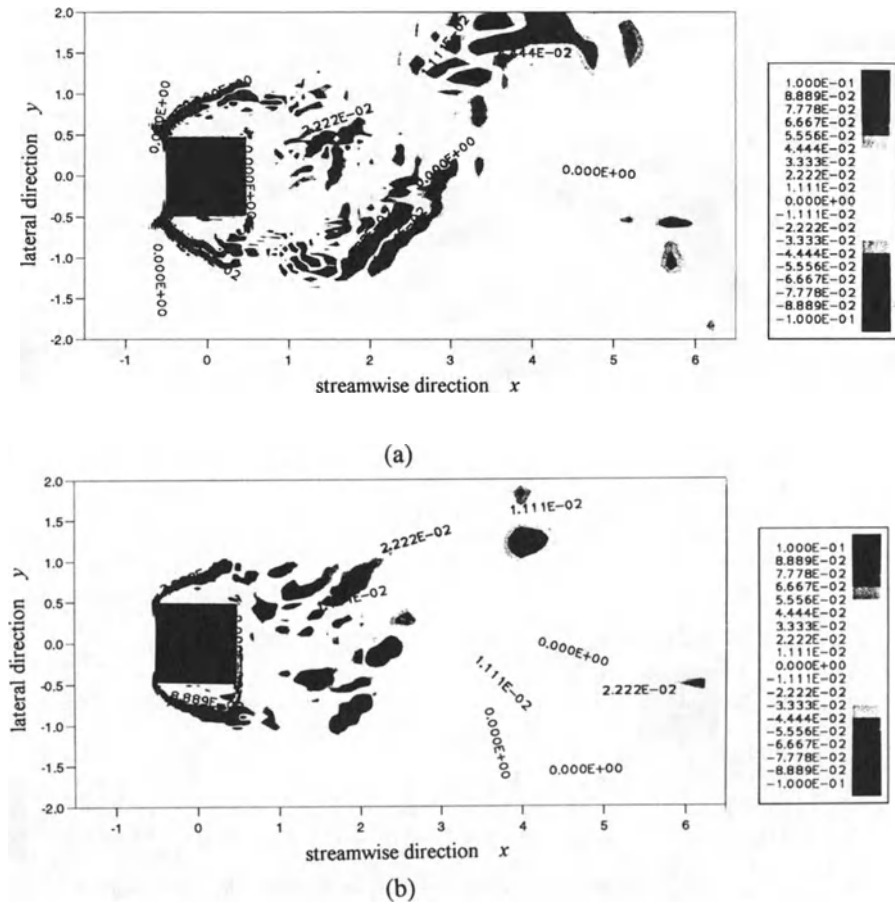 2.0
1.5
1.0
0.5
0.0
-0.5
-1.0
-1.5
-2.0
lateral direction y
-1 0 1 2 3 4 5 6
streamwise direction x
0.000E+00
2.222E-02
0.000E+00
0.000E+00
0.000E+00
1.000E-01
8.889E-02
7.778E-02
6.667E-02
5.556E-02
4.444E-02
3.333E-02
2.222E-02
1.111E-02
0.000E+00
-1.111E-02
-2.222E-02
-3.333E-02
-4.444E-02
-5.556E-02
-6.667E-02
-7.778E-02
-8.889E-02
-1.000E-01
(a)
2.0
1.5
1.0
0.5
0.0
-0.5
-1.0
-1.5
-2.0
lateral direction y
-1 0 1 2 3 4 5 6
streamwise direction x
1.111E-02
2.222E-02
0.000E+00
1.111E-02
2.222E-02
0.000E+00
0.000E+00
1.000E-01
8.889E-02
7.778E-02
6.667E-02
5.556E-02
4.444E-02
3.333E-02
2.222E-02
1.111E-02
0.000E+00
-1.111E-02
-2.222E-02
-3.333E-02
-4.444E-02
-5.556E-02
-6.667E-02
-7.778E-02
-8.889E-02
-1.000E-01
(b)